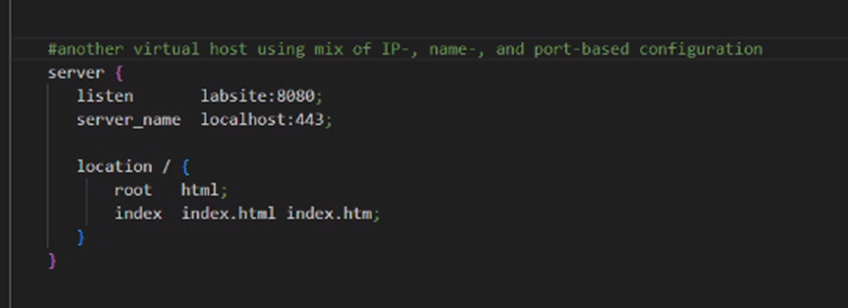 #another virtual host using mix of IP-, name-, and port-based configuration
server {
listen labsite:8080;
server_name localhost:443;
location / {
root html;
index index.html index.htm;
}
}